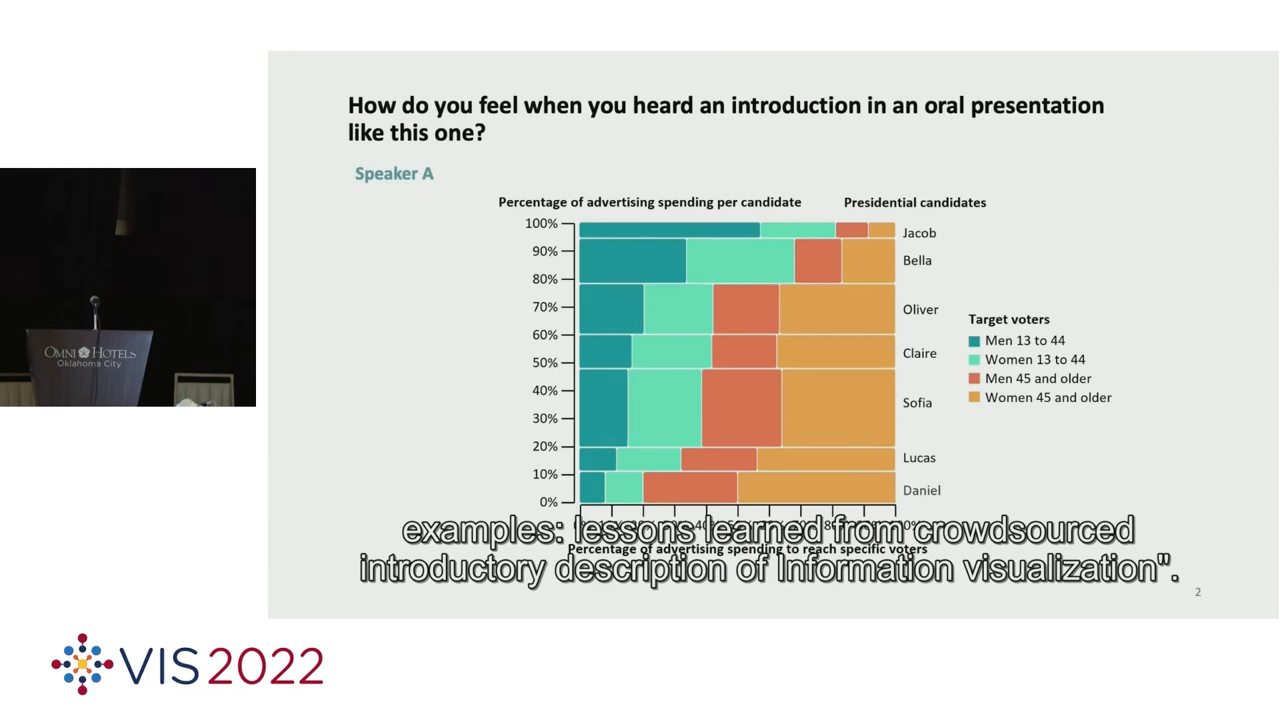 How do you feel when you heard an introduction in an oral presentation
like this one?
Speaker A
Percentage of advertising spending per candidate
Presidential candidates
100%
90%
80%
70%
60%
50%
40%
30%
20%
10%
0%
Jacob
Bella
Oliver
Claire
Sofia
Lucas
Daniel
Target voters
Men 13 to 44
Women 13 to 44
Men 45 and older
Women 45 and older
Percentage of advertising spending to reach specific voters
examples: lessons learned from crowdsourced
introductory description of Information visualization".
2
OMNI HOTELS
Oklahoma City
VIS2022